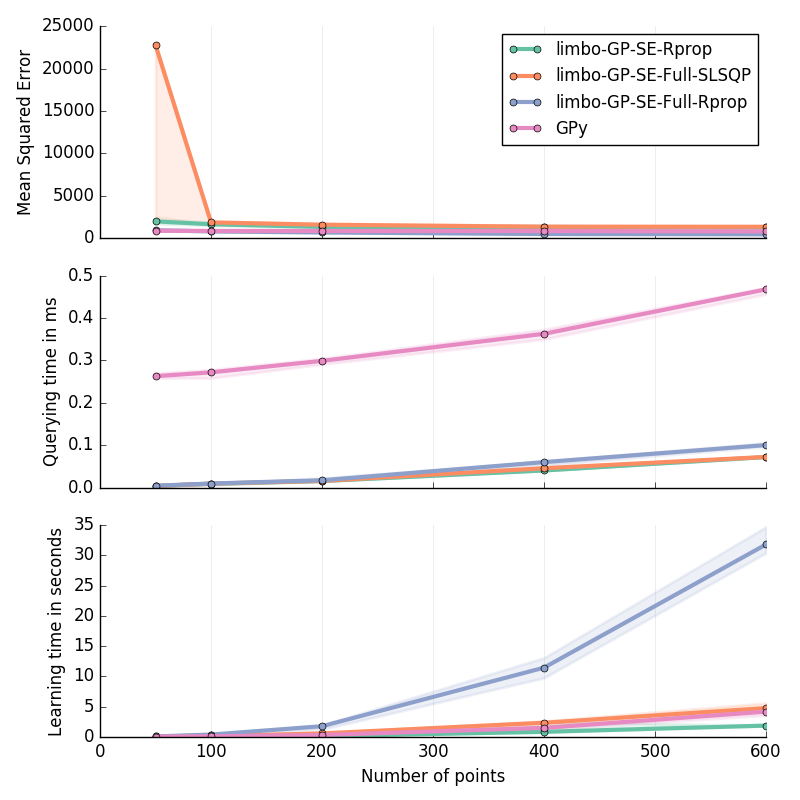 25000
20000
15000
10000
5000
0
Mean Squared Error
limbo-GP-SE-Rprop
limbo-GP-SE-Full-SLSQP
limbo-GP-SE-Full-Rprop
GPy
0.5
0.4
0.3
0.2
0.1
0.0
Querying time in ms
35
30
25
20
15
10
5
0
Learning time in seconds
0 100 200 300 400 500 600
Number of points